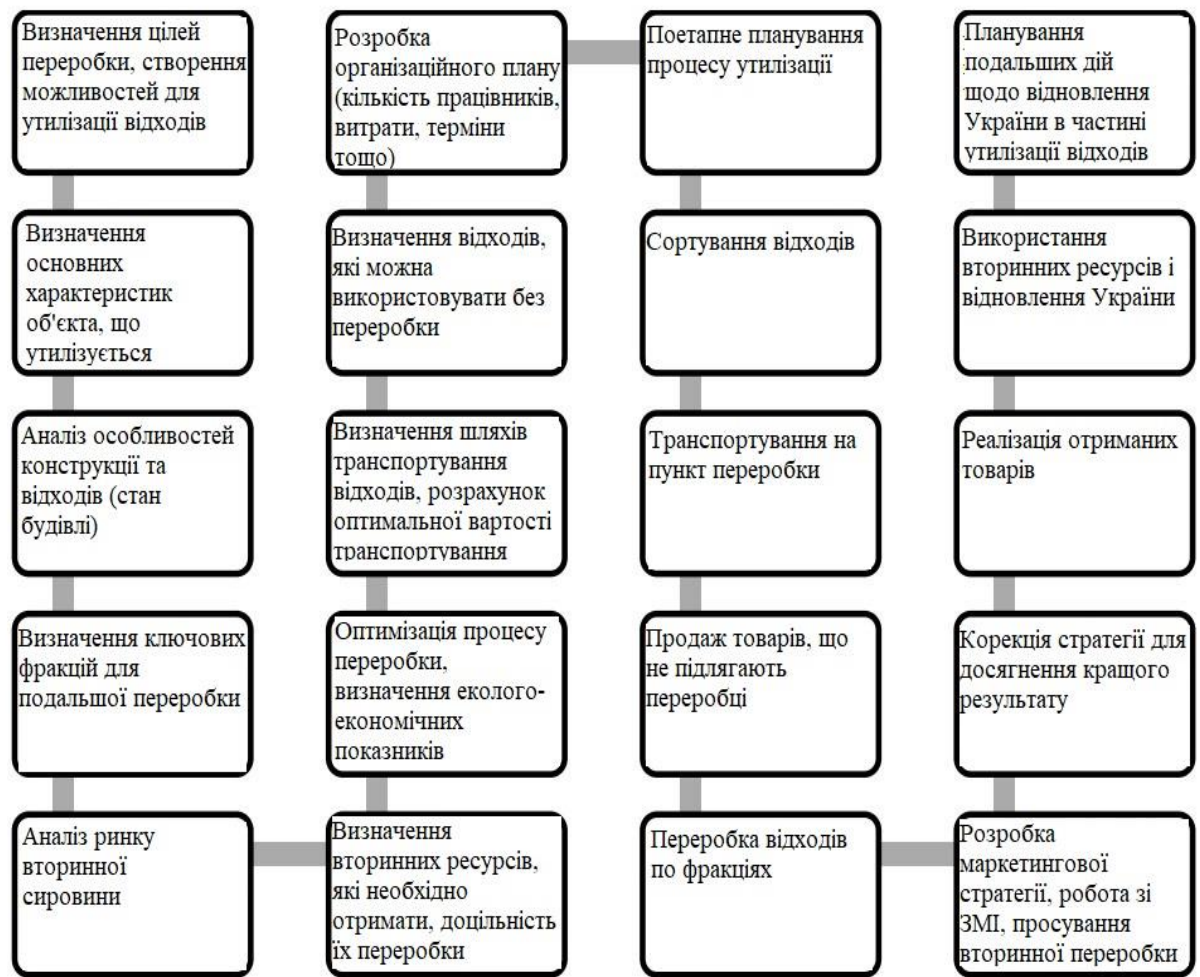 Визначення цілей
переробки, створення
можливостей для
утилізації відходів
Визначення
основних
характеристик
об'єкта, що
утилізується
Аналіз особливостей
конструкції та
відходів (стан
будівлі)
Визначення ключових
фракцій для
подальшої переробки
Аналіз ринку
вторинної
сировини
Визначення
вторинних ресурсів,
які необхідно
отримати, доцільність
їх переробки
Оптимізація процесу
переробки,
визначення еколого-
економічних
показників
Визначення шляхів
транспортування
відходів, розрахунок
оптимальної вартості
транспортування
Визначення відходів,
які можна
використовувати без
переробки
Розробка
організаційного плану
(кількість працівників,
витрати, терміни
тощо)
Поетапне планування
процесу утилізації
Сортування відходів
Транспортування на
пункт переробки
Продаж товарів, що
не підлягають
переробці
Переробка відходів
по фракціях
Розробка
маркетингової
стратегії, робота зі
ЗМІ, просування
вторинної переробки
Корекція стратегії для
досягнення кращого
результату
Реалізація отриманих
товарів
Використання
вторинних ресурсів і
відновлення України
Планування
подальших дій
щодо відновлення
України в частині
утилізації відходів